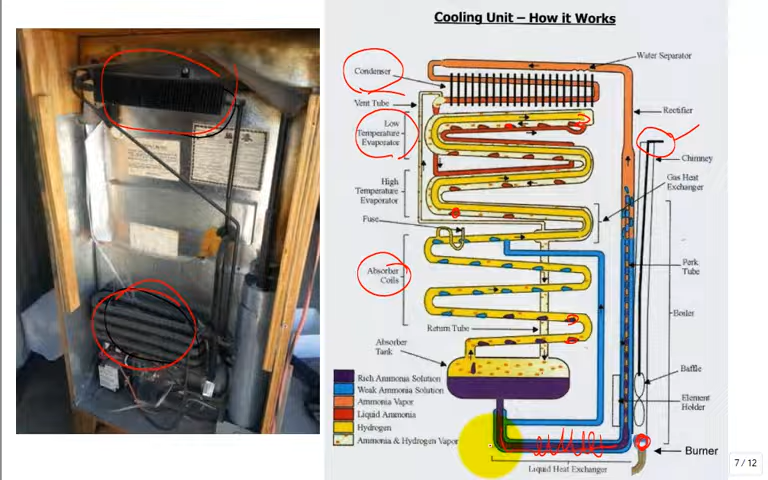 Cooling Unit – How it Works
Water Separator
Condenser
Vent Tube
Rectifier
Low
Temperature
Evaporator
Chimney
High
Temperature
Evaporator
Gas Heat
Exchanger
Fuse
Absorber
Coils
Perk
Tube
Boiler
Return Tube
Absorber
Tank
Baffle
Rich Ammonia Solution
Weak Ammonia Solution
Ammonia Vapor
Liquid Ammonia
Hydrogen
Ammonia & Hydrogen Vapor
Element
Holder
Burner
Liquid Heat Exchanger
7 / 12